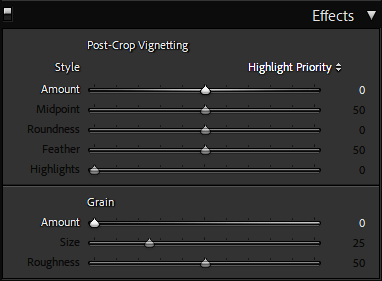 Effects
Post-Crop Vignetting
Style Highlight Priority
Amount 0
Midpoint 50
Roundness 0
Feather 50
Highlights 0
Grain
Amount 0
Size 25
Roughness 50